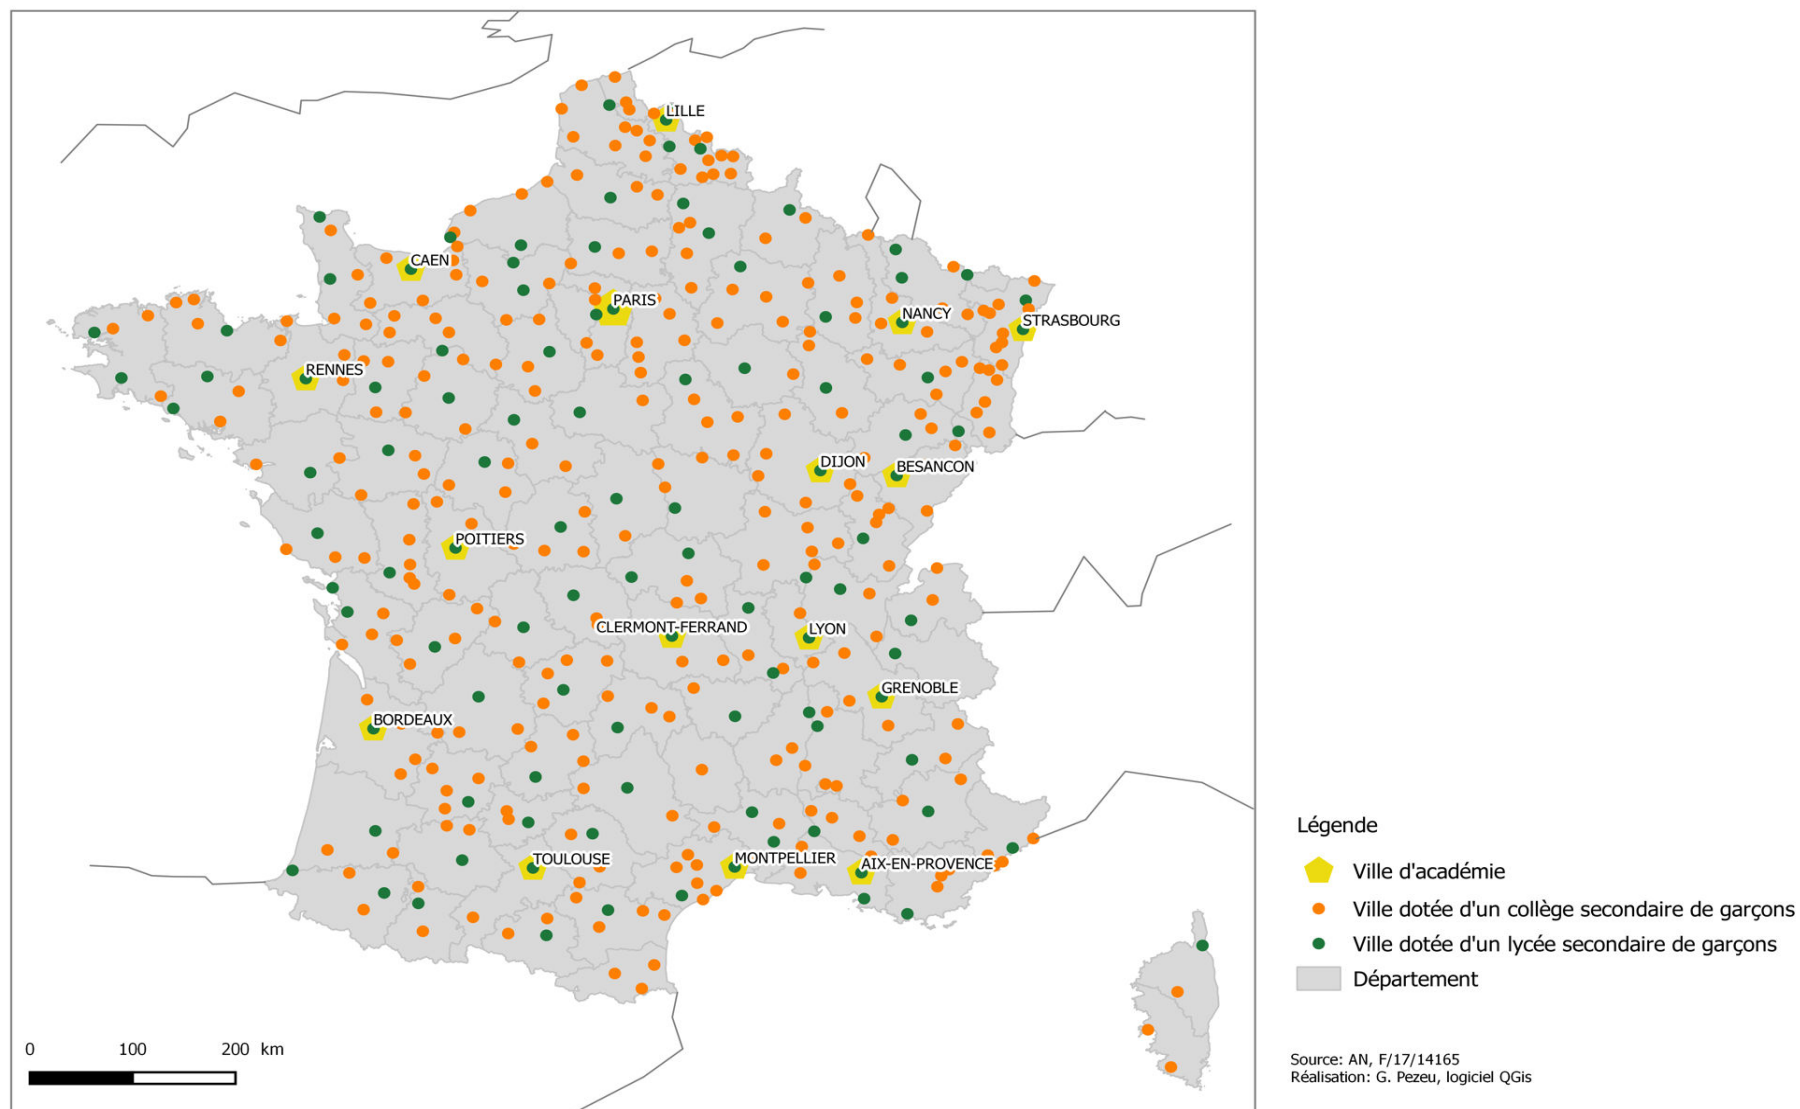 LILLE
CAEN
PARIS
NANCY
STRASBOURG
RENNES
DIJON
BESANCON
POITIERS
CLERMONT-FERRAND
LYON
GRENOBLE
BORDEAUX
TOULOUSE
MONTPELLIER
AIX-EN-PROVENCE
0 100 200 km
Légende
Ville d'académie
Ville dotée d'un collège secondaire de garçons
Ville dotée d'un lycée secondaire de garçons
Département
Source: AN, F/17/14165
Réalisation: G. Pezeu, logiciel QGis